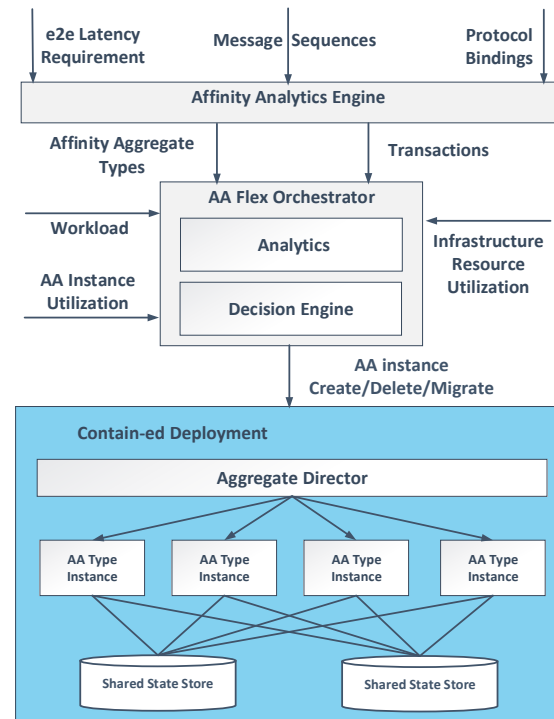 e2e Latency
Requirement
Message Sequences
Protocol
Bindings
Affinity Analytics Engine
Affinity Aggregate
Types
Transactions
AA Flex Orchestrator
Analytics
Decision Engine
Workload
AA Instance
Utilization
Infrastructure
Resource
Utilization
AA instance
Create/Delete/Migrate
Contain-ed Deployment
Aggregate Director
AA Type
Instance
AA Type
Instance
AA Type
Instance
AA Type
Instance
Shared State Store
Shared State Store